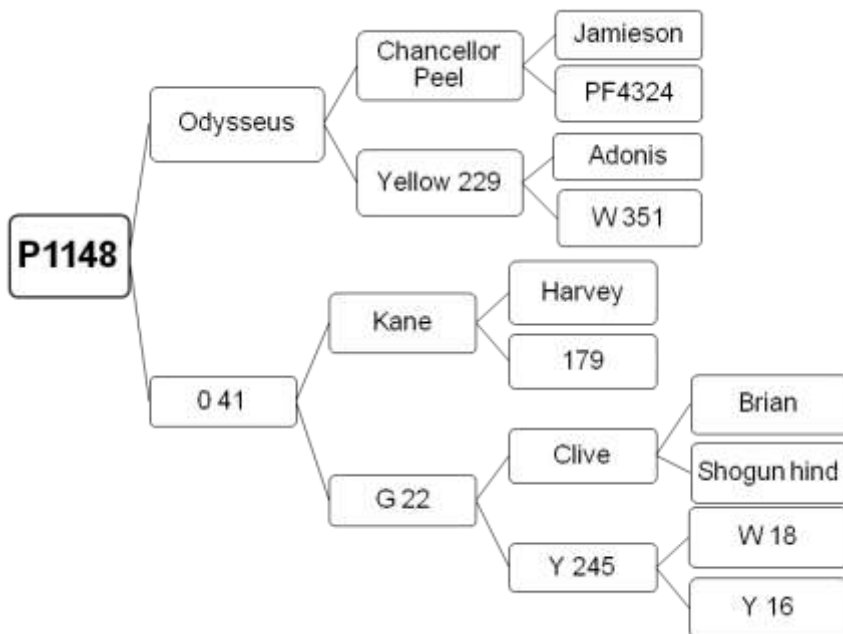 Jamieson
Chancellor
Peel
PF4324
Odysseus
Adonis
Yellow 229
W 351
P1148
Harvey
Kane
179
0 41
Brian
Clive
Shogun hind
G 22
W 18
Y 245
Y 16